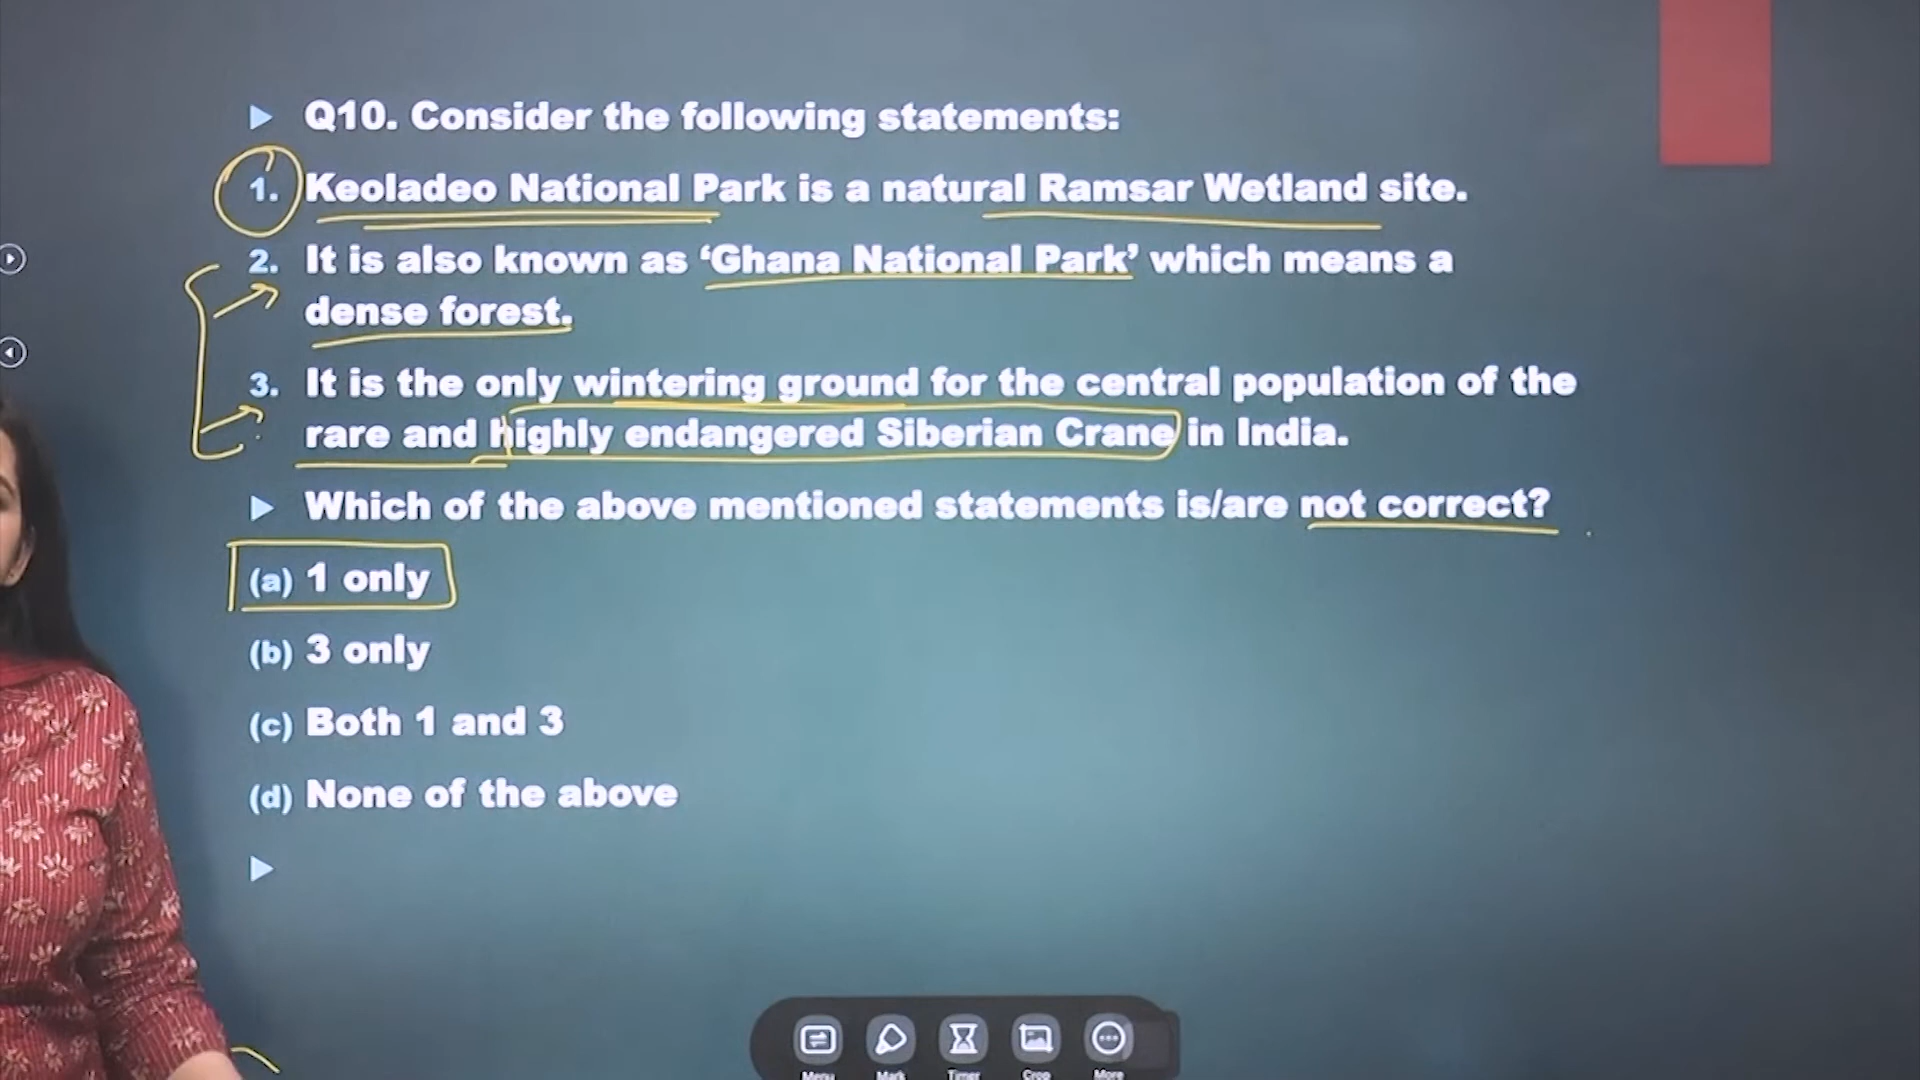 Q10. Consider the following statements:
1. Keoladeo National Park is a natural Ramsar Wetland site.
2. It is also known as ‘Ghana National Park’ which means a
dense forest.
3. It is the only wintering ground for the central population of the
rare and highly endangered Siberian Crane in India.
Which of the above mentioned statements is/are not correct?
(a) 1 only
(b) 3 only
(c) Both 1 and 3
(d) None of the above
Menu Mark Timer Crop More